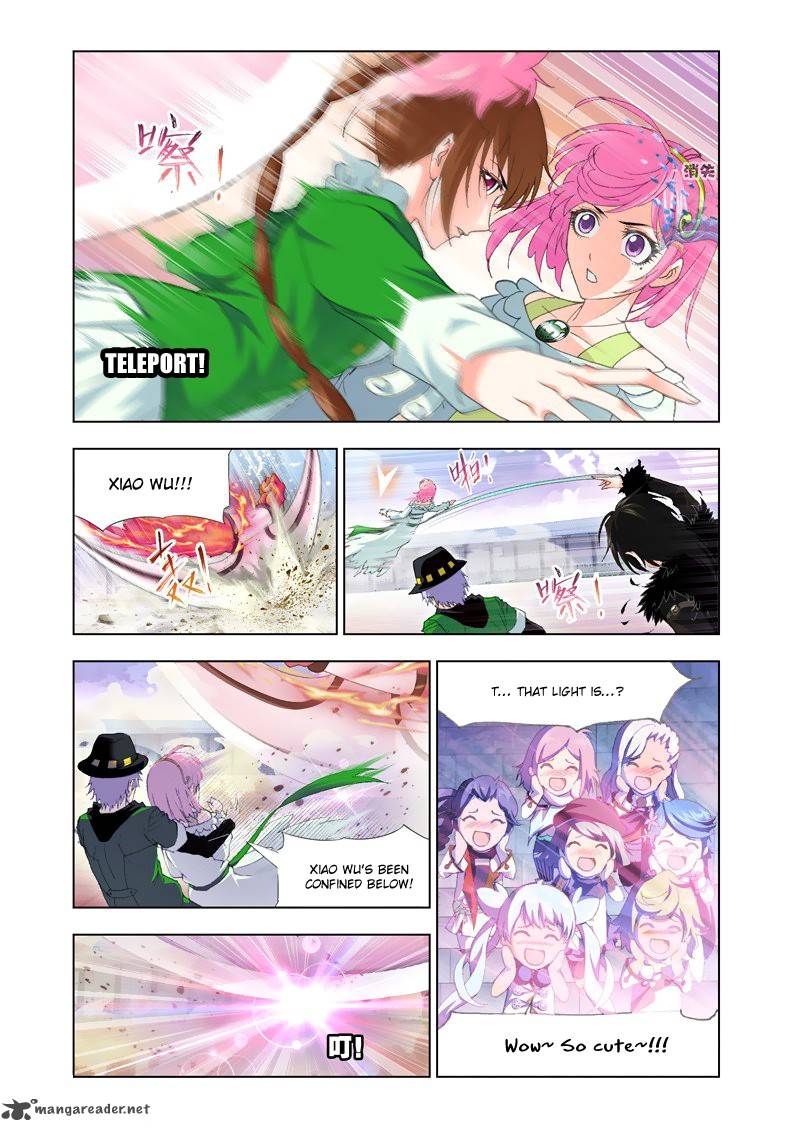 嚓!
消失
TELEPORT!
XIAO WU!!!
轰!
啪!
嚓!
XIAO WU'S BEEN
CONFINED BELOW!
T... THAT LIGHT IS...?
叮!
WOW~ SO CUTE~!!!
mangareader.net